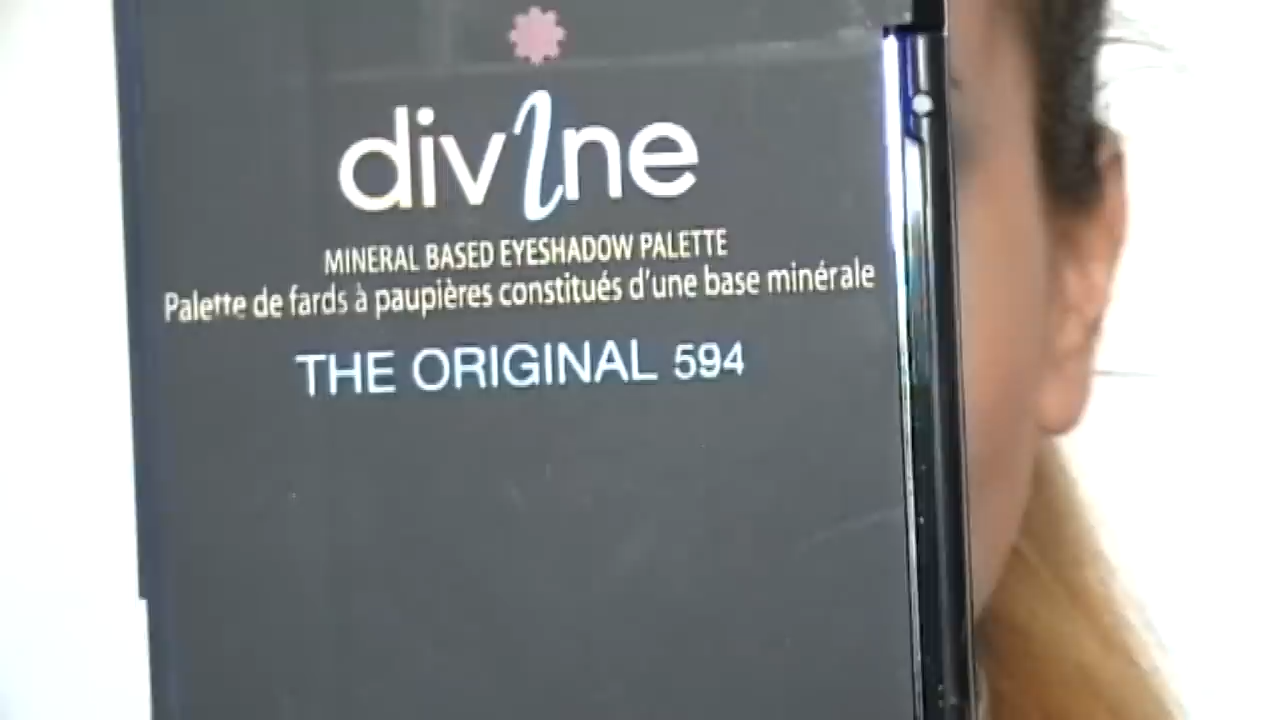 divine
MINERAL BASED EYESHADOW PALETTE
Palette de fards à paupières constitués d'une base minérale
THE ORIGINAL 594